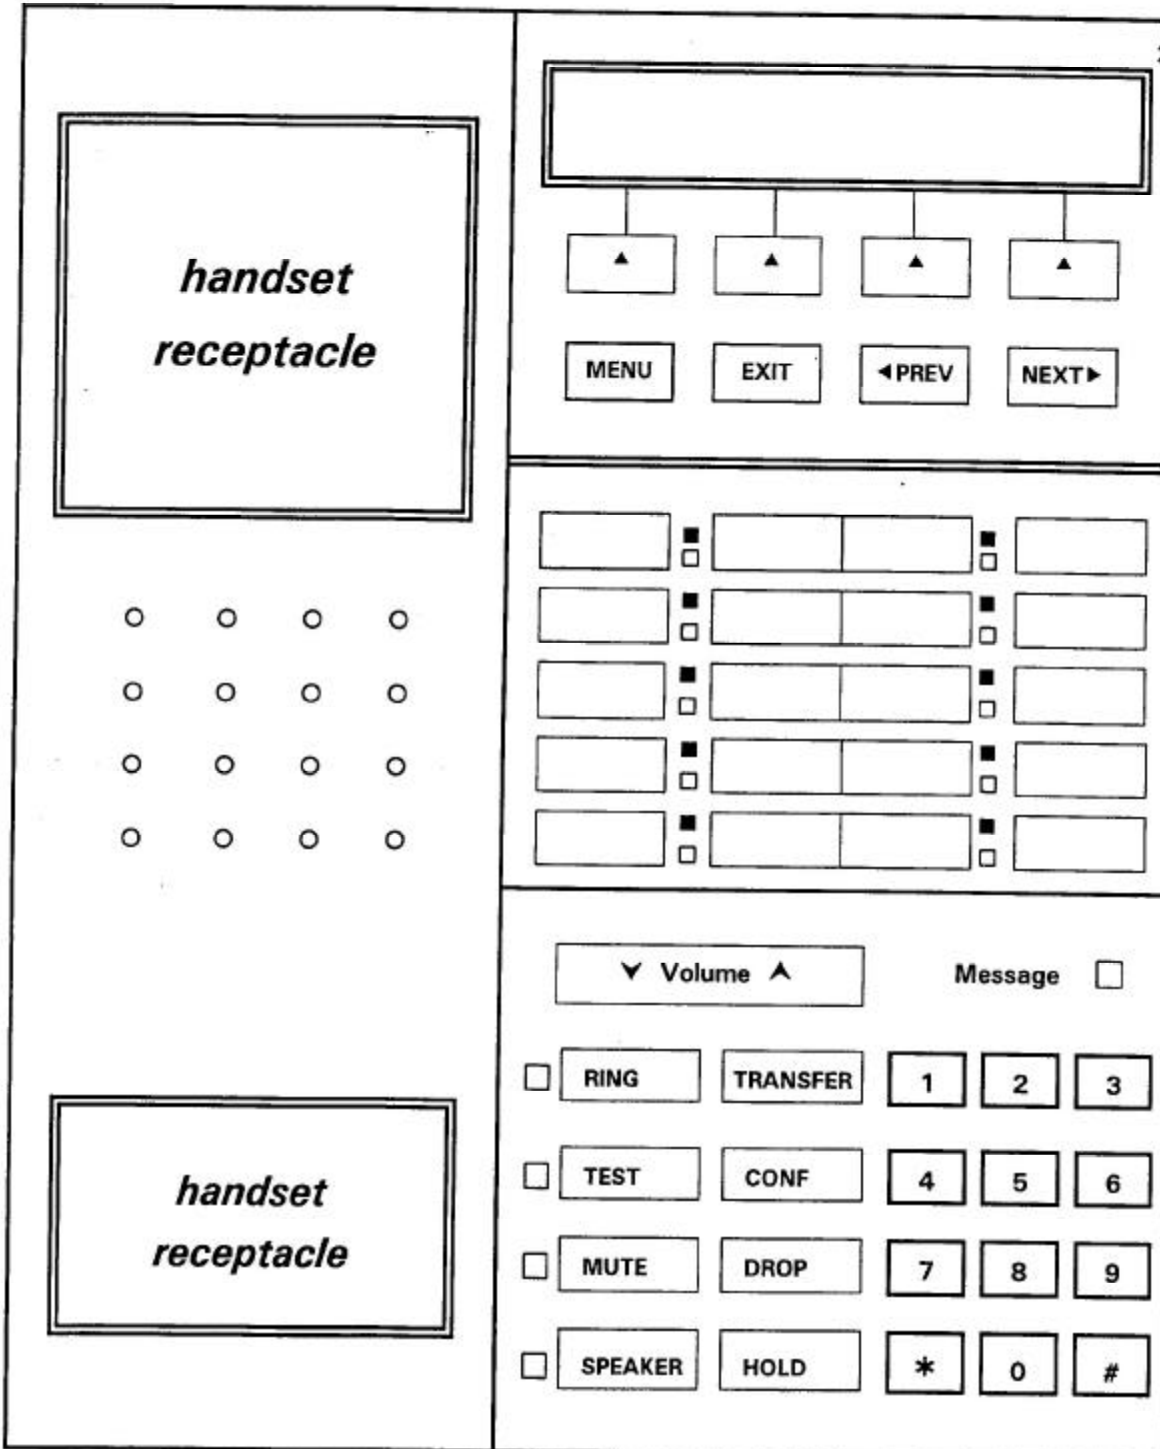 handset
receptacle
▲ ▲ ▲ ▲
MENU EXIT ◀PREV NEXT▶
Volume Message
RING TRANSFER 1 2 3
TEST CONF 4 5 6
MUTE DROP 7 8 9
SPEAKER HOLD * 0 #
handset
receptacle